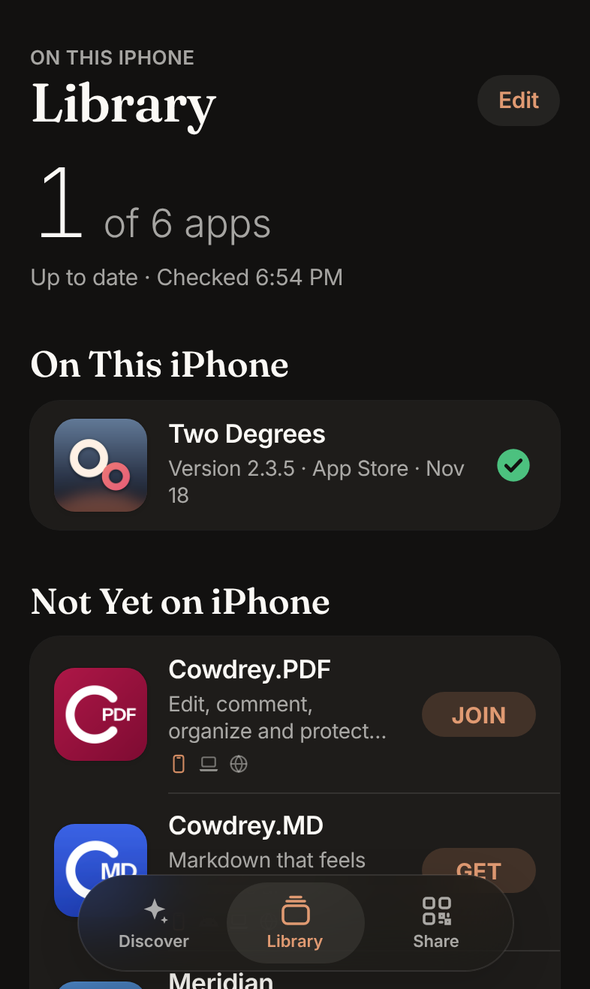 ON THIS IPHONE
Library
Edit
1 of 6 apps
Up to date · Checked 6:54 PM
On This iPhone
Two Degrees
Version 2.3.5 · App Store · Nov
18
Not Yet on iPhone
PDF
Cowdrey.PDF
Edit, comment,
organize and protect...
JOIN
MD
Cowdrey.MD
Markdown that feels
GET
Discover
Library
Share
Meridian